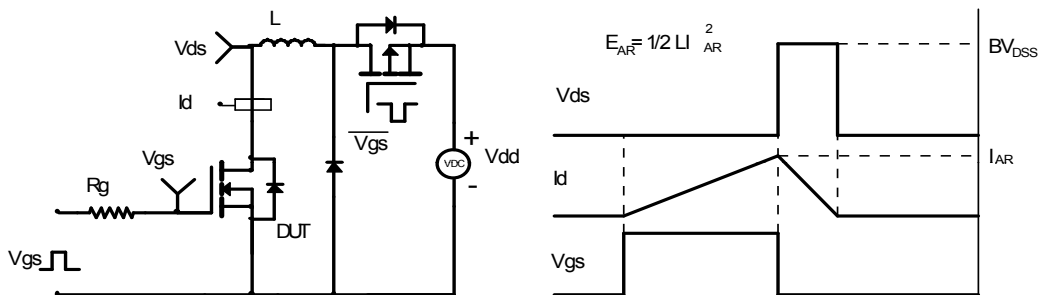 L
Vds
Id
Vgs
Rg
DUT
Vgs
Vgs
VDC
+
Vdd
-
E_AR= 1/2 LI²_AR
BV_DSS
Vds
I_AR
Id
Vgs